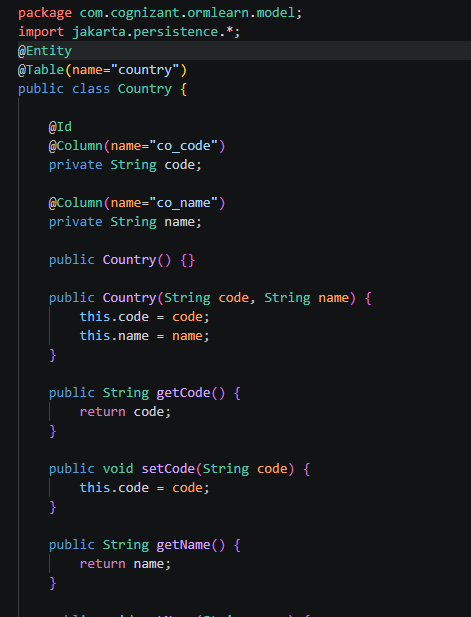 package com.cognizant.ormlearn.model;
import jakarta.persistence.*;
@Entity
@Table(name="country")
public class Country {
@Id
@Column(name="co_code")
private String code;
@Column(name="co_name")
private String name;
public Country() {}
public Country(String code, String name) {
this.code = code;
this.name = name;
}
public String getCode() {
return code;
}
public void setCode(String code) {
this.code = code;
}
public String getName() {
return name;
}